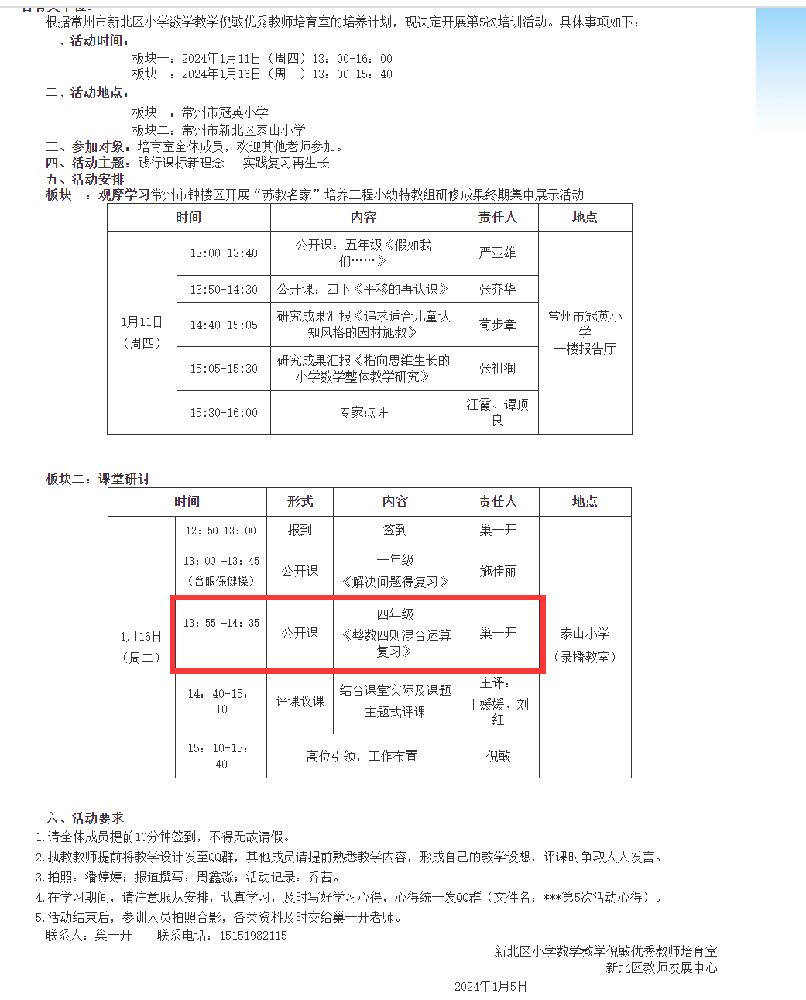 各有关单位：
根据常州市新北区小学数学教学倪敏优秀教师培育室的培养计划，现决定开展第5次培训活动。具体事项如下：
一、活动时间：
板块一：2024年1月11日（周四）13：00-16：00
板块二：2024年1月16日（周二）13：00-15：40
二、活动地点：
板块一：常州市冠英小学
板块二：常州市新北区泰山小学
三、参加对象：培育室全体成员，欢迎其他老师参加。
四、活动主题：践行课标新理念 实践复习再生长
五、活动安排
板块一：观摩学习常州市钟楼区开展“苏教名家”培养工程小幼特教组研修成果终期集中展示活动
时间 内容 责任人 地点
1月11日
（周四）
13:00-13:40
公开课：五年级《假如我
们……》
严亚雄
13:50-14:30 公开课：四下《平移的再认识》 张齐华
14:40-15:05
研究成果汇报《追求适合儿童认
知风格的因材施教》
荀步章
15:05-15:30
研究成果汇报《指向思维生长的
小学数学整体教学研究》
张祖润
15:30-16:00 专家点评
汪霞、谭顶
良
常州市冠英小
学
一楼报告厅
板块二：课堂研讨
时间 形式 内容 责任人 地点
1月16日
（周二）
12：50-13：00 报到 签到 巢一开
13：00 -13：45
（含眼保健操）
公开课
一年级
《解决问题得复习》
施佳丽
13：55 -14：35
公开课
四年级
《整数四则混合运算
复习》
巢一开
14：40-15：
10
评课议课
结合课堂实际及课题
主题式评课
主评：
丁媛媛、刘
红
15：10-15：
40
高位引领，工作布置
倪敏
泰山小学
（录播教室）
六、活动要求
1.请全体成员提前10分钟签到，不得无故请假。
2.执教教师提前将教学设计发至QQ群，其他成员请提前熟悉教学内容，形成自己的教学设想，评课时争取人人发言。
3.拍照：潘婷婷；报道撰写：周鑫淼；活动记录：乔茜。
4.在学习期间，请注意服从安排，认真学习，及时写好学习心得，心得统一发QQ群（文件名：***第5次活动心得）。
5.活动结束后，参训人员拍照合影，各类资料及时交给巢一开老师。
联系人：巢一开 联系电话：15151982115
新北区小学数学教学倪敏优秀教师培育室
新北区教师发展中心
2024年1月5日